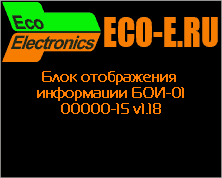 Eco
Electronics
ECO-E.RU
Блок отображения
информации БОИ-01
00000-15 v1.18